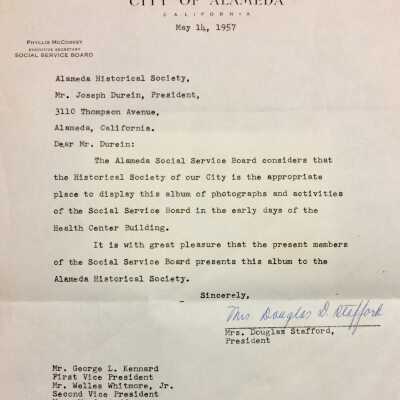 CITY OF ALAMEDA
CALIFORNIA
May 14, 1957
PHYLLIS McCORKEY
EXECUTIVE SECRETARY
SOCIAL SERVICE BOARD
Alameda Historical Society,
Mr. Joseph Durein, President,
3110 Thompson Avenue,
Alameda, California.
Dear Mr. Durein:
The Alameda Social Service Board considers that
the Historical Society of our City is the appropriate
place to display this album of photographs and activities
of the Social Service Board in the early days of the
Health Center Building.
It is with great pleasure that the present members
of the Social Service Board presents this album to the
Alameda Historical Society.
Sincerely,
Mrs Douglas D. Stafford
Mrs. Douglas Stafford,
President
Mr. George L. Kennard
First Vice President
Mr. Welles Whitmore, Jr.
Second Vice President